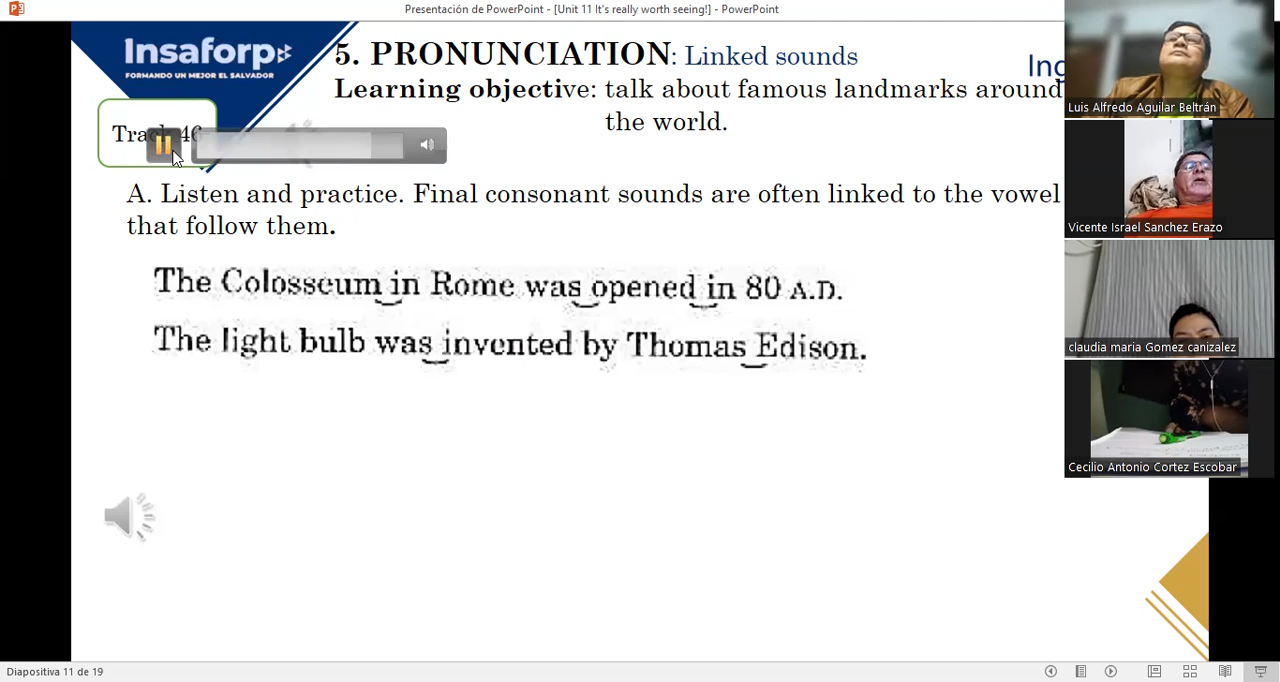 Presentación de PowerPoint - [Unit 11 It's really worth seeing!] - PowerPoint
Insaforp
FORMANDO UN MEJOR EL SALVADOR
5. PRONUNCIATION: Linked sounds
Learning objective: talk about famous landmarks around
the world.
Track 46
A. Listen and practice. Final consonant sounds are often linked to the vowel
that follow them.
The Colosseum in Rome was opened in 80 A.D.
The light bulb was invented by Thomas Edison.
Luis Alfredo Aguilar Beltrán
Vicente Israel Sanchez Erazo
claudia maria Gomez canizalez
Cecilio Antonio Cortez Escobar
Diapositiva 11 de 19